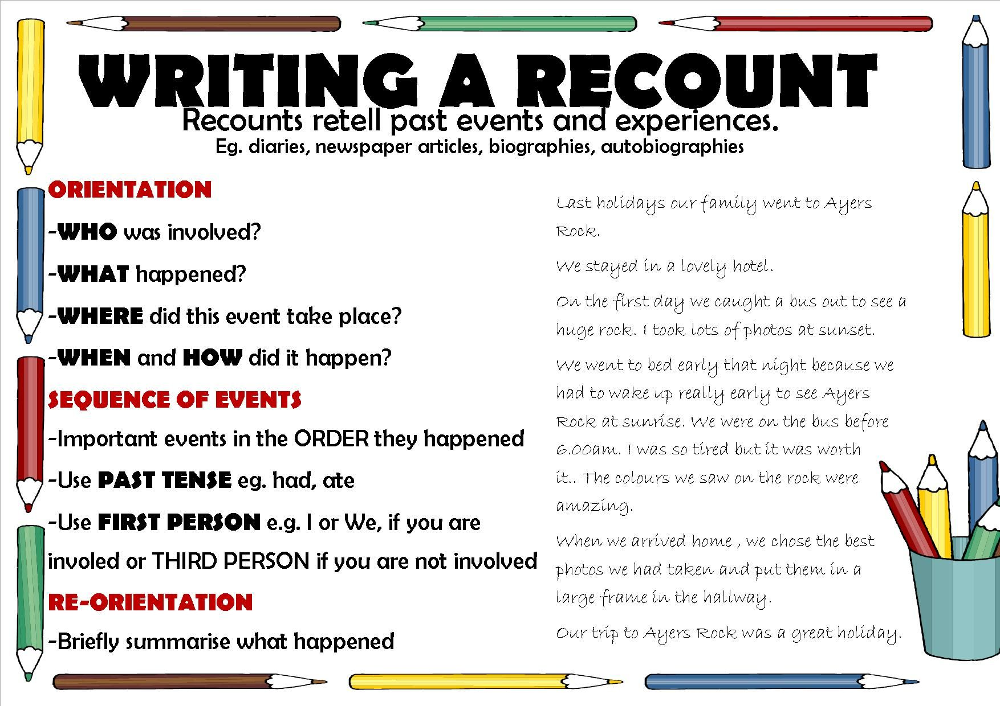 WRITING A RECOUNT
Recounts retell past events and experiences.
Eg. diaries, newspaper articles, biographies, autobiographies
ORIENTATION
-WHO was involved?
-WHAT happened?
-WHERE did this event take place?
-WHEN and HOW did it happen?
SEQUENCE OF EVENTS
-Important events in the ORDER they happened
-Use PAST TENSE eg. had, ate
-Use FIRST PERSON e.g. I or We, if you are
involed or THIRD PERSON if you are not involved
RE-ORIENTATION
-Briefly summarise what happened
Last holidays our family went to Ayers
Rock.
We stayed in a lovely hotel.
On the first day we caught a bus out to see a
huge rock. I took lots of photos at sunset.
We went to bed early that night because we
had to wake up really early to see Ayers
Rock at sunrise. We were on the bus before
6.00am. I was so tired but it was worth
it.. The colours we saw on the rock were
amazing.
When we arrived home , we chose the best
photos we had taken and put them in a
large frame in the hallway.
Our trip to Ayers Rock was a great holiday.